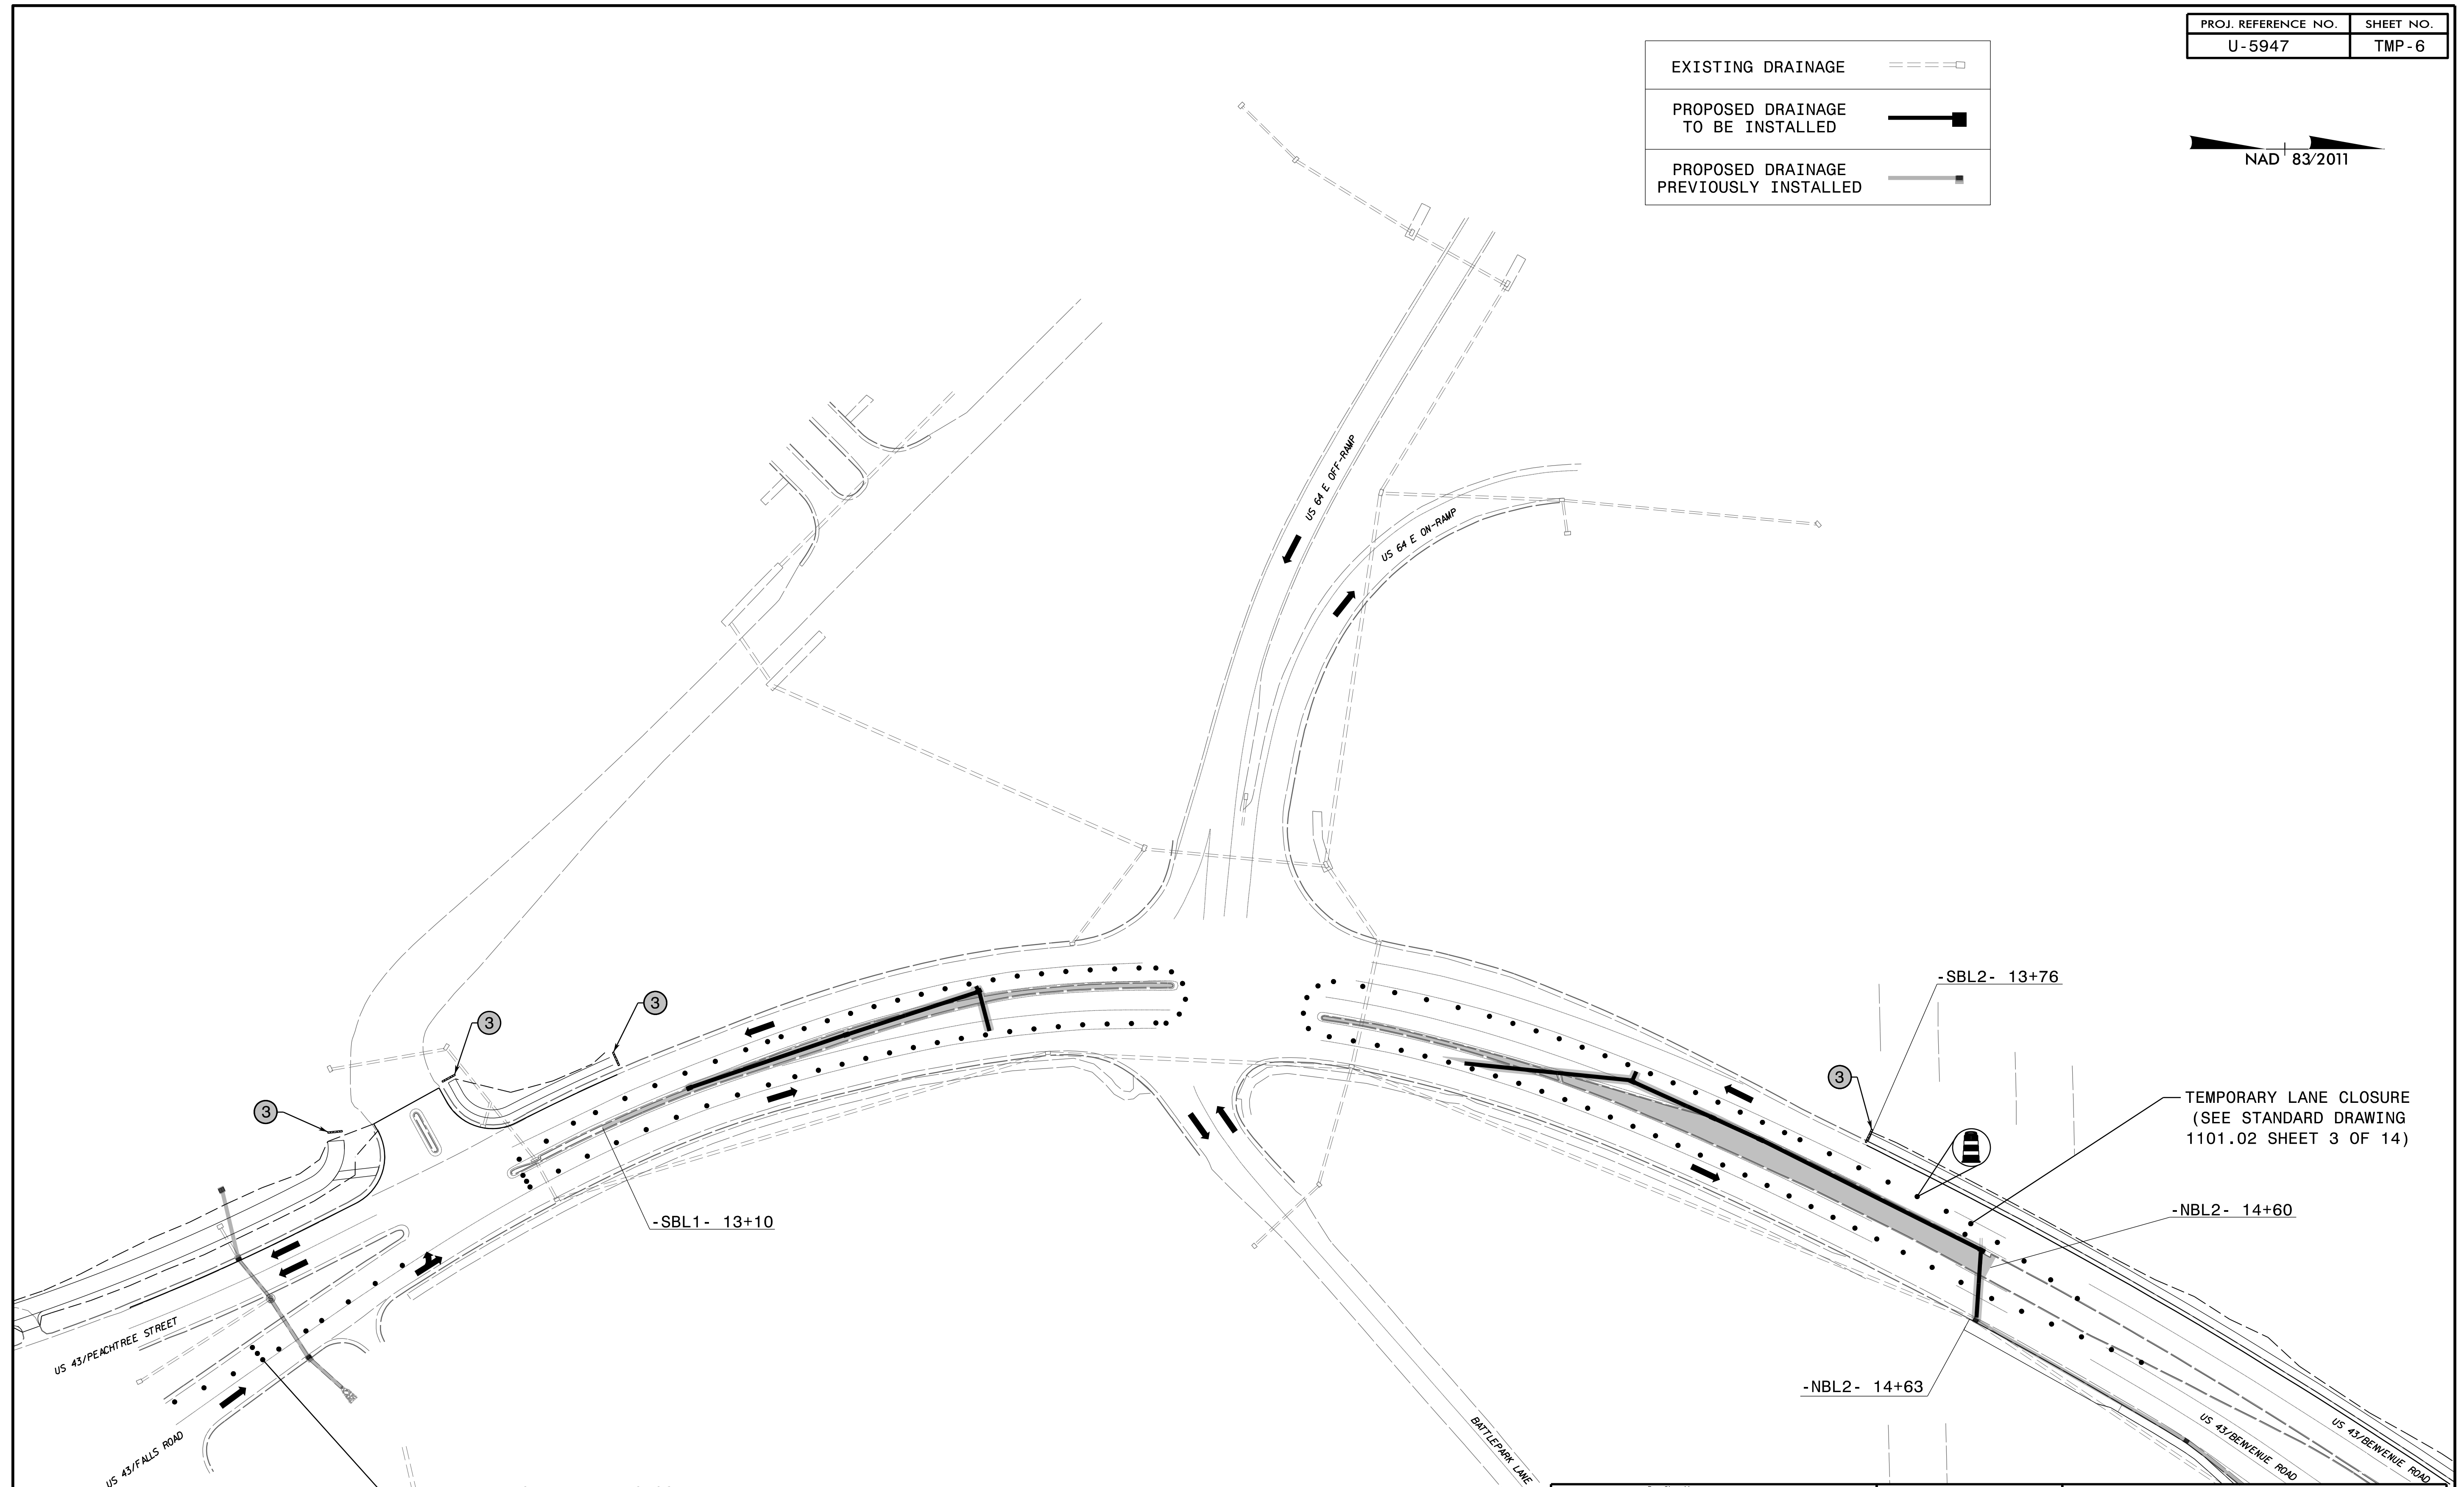 PROJ. REFERENCE NO. SHEET NO.
U-5947 TMP-6
EXISTING DRAINAGE
PROPOSED DRAINAGE
TO BE INSTALLED
PROPOSED DRAINAGE
PREVIOUSLY INSTALLED
NAD 83/2011
US 64 E OFF-RAMP
US 64 E ON-RAMP
-SBL2- 13+76
3
3
3
3
TEMPORARY LANE CLOSURE
(SEE STANDARD DRAWING
1101.02 SHEET 3 OF 14)
-SBL1- 13+10
-NBL2- 14+60
-NBL2- 14+63
US 43/PEACHTREE STREET
US 43/FALLS ROAD
BATTLEPARK LANE
US 43/BENVENUE ROAD
US 43/BENVENUE ROAD